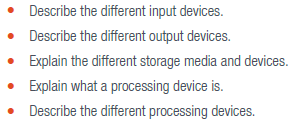 • Describe the different input devices.
• Describe the different output devices.
• Explain the different storage media and devices.
• Explain what a processing device is.
• Describe the different processing devices.